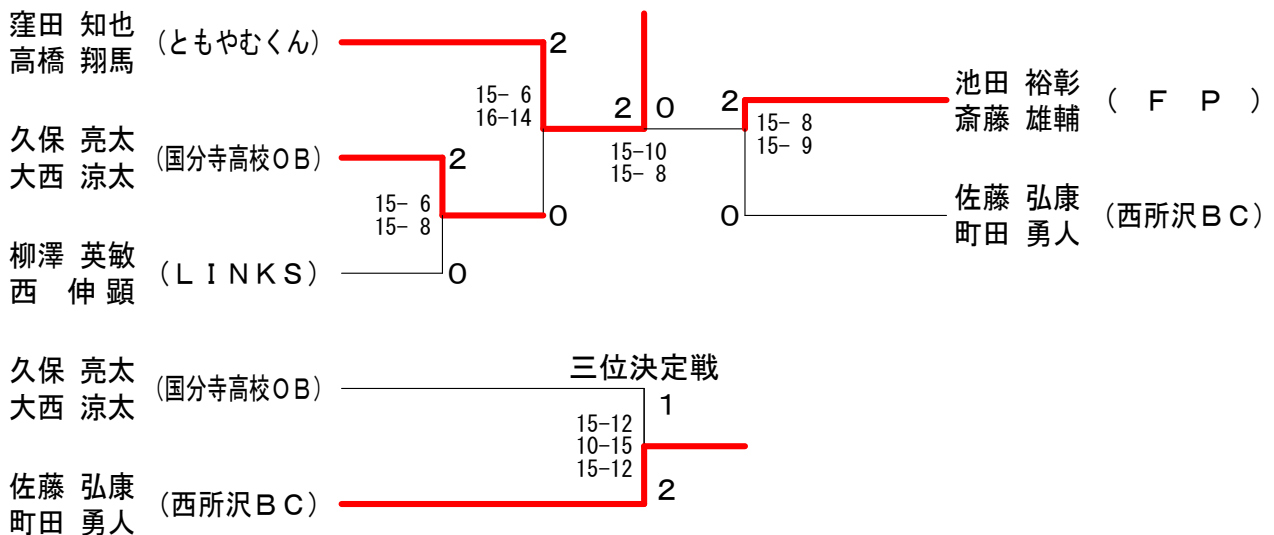 窪田 知也
高橋 翔馬
(ともやむくん)
2
15- 6
16-14
久保 亮太
大西 涼太
(国分寺高校OB)
2
15- 6
15- 8
0
柳澤 英敏
西 伸顕
(LINKS)
0
2 0
15-10
15- 8
2
15- 8
15- 9
池田 裕彰
斎藤 雄輔
( F P )
0
佐藤 弘康
町田 勇人
(西所沢BC)
三位決定戦
久保 亮太
大西 涼太
(国分寺高校OB)
1
15-12
10-15
15-12
佐藤 弘康
町田 勇人
(西所沢BC)
2